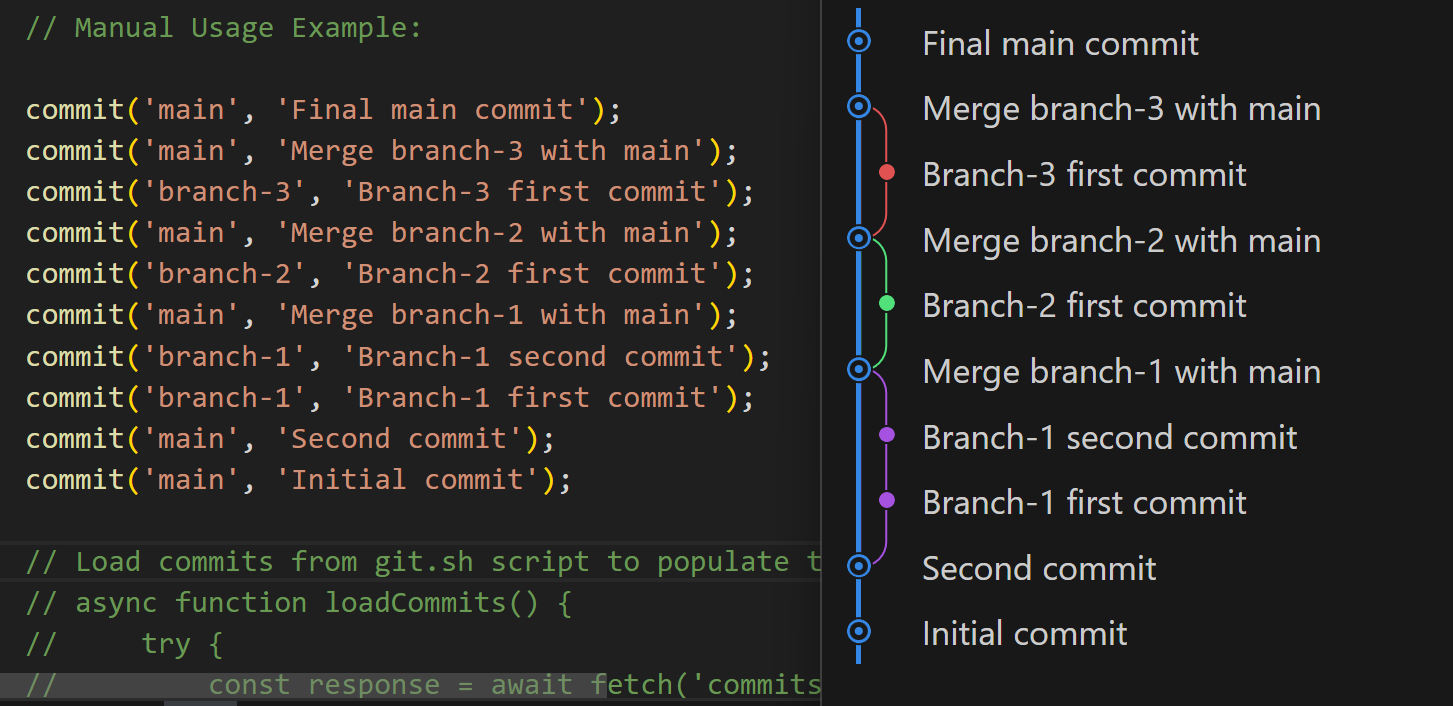 // Manual Usage Example:
commit('main', 'Final main commit');
commit('main', 'Merge branch-3 with main');
commit('branch-3', 'Branch-3 first commit');
commit('main', 'Merge branch-2 with main');
commit('branch-2', 'Branch-2 first commit');
commit('main', 'Merge branch-1 with main');
commit('branch-1', 'Branch-1 second commit');
commit('branch-1', 'Branch-1 first commit');
commit('main', 'Second commit');
commit('main', 'Initial commit');
// Load commits from git.sh script to populate t
// async function loadCommits() {
//     try {
//         const response = await fetch('commits
Final main commit
Merge branch-3 with main
Branch-3 first commit
Merge branch-2 with main
Branch-2 first commit
Merge branch-1 with main
Branch-1 second commit
Branch-1 first commit
Second commit
Initial commit